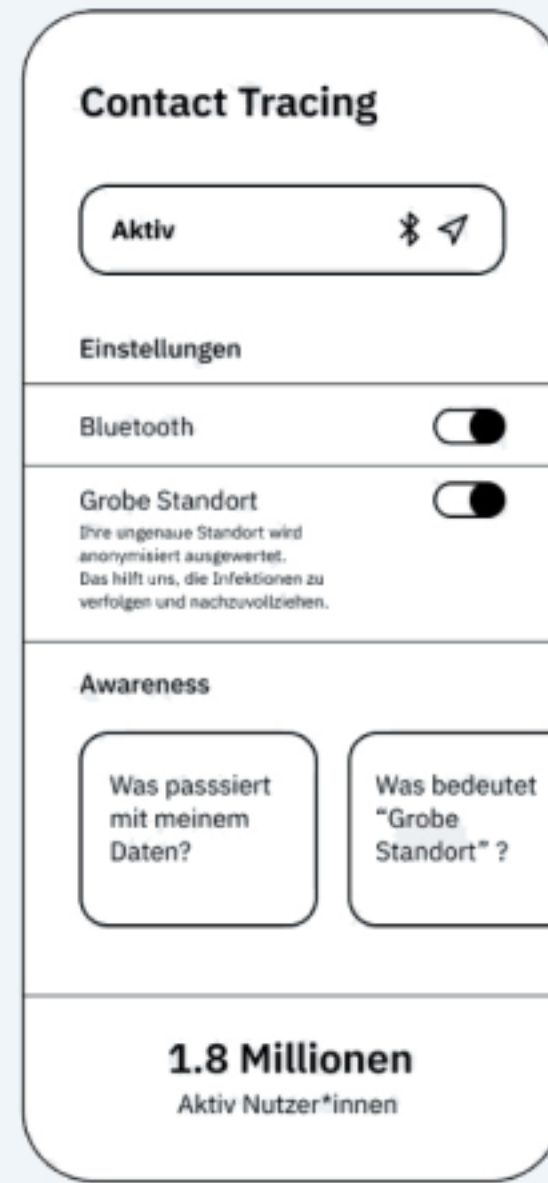 Contact Tracing
Aktiv
Einstellungen
Bluetooth
Grobe Standort
Ihre ungenaue Standort wird
anonymisiert ausgewertet.
Das hilft uns, die Infektionen zu
verfolgen und nachzuvollziehen.
Awareness
Was passsiert
mit meinem
Daten?
Was bedeutet
“Grobe
Standort” ?
1.8 Millionen
Aktiv Nutzer*innen